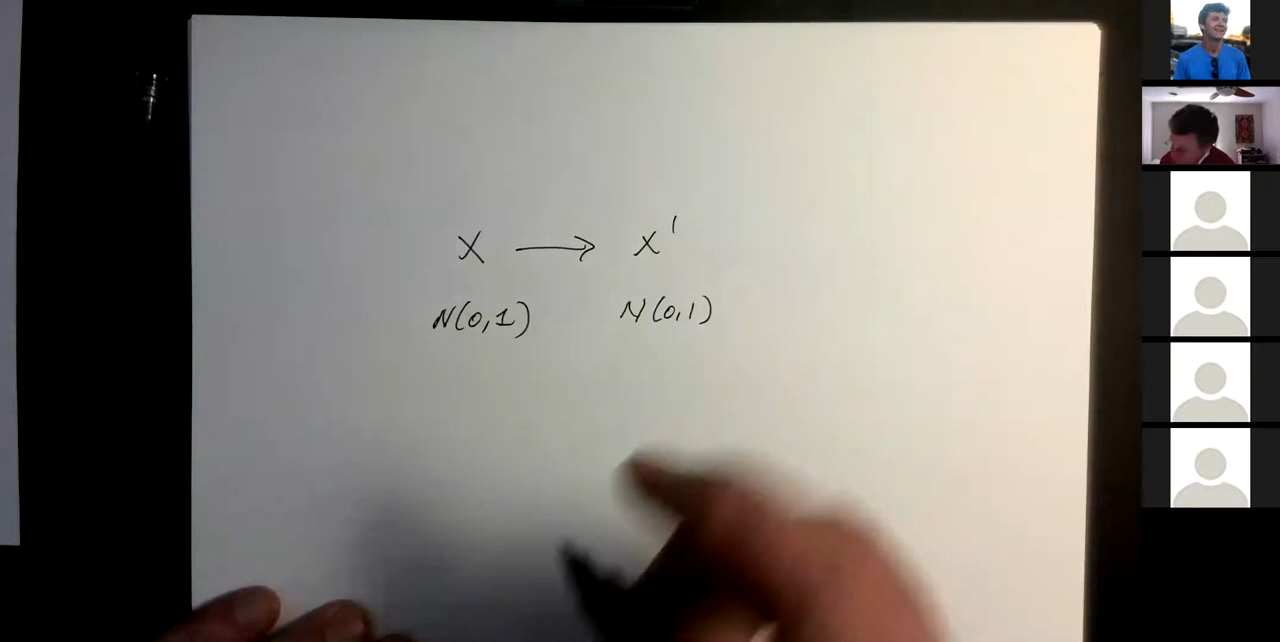 X → X'
N(0,1) N(0,1)